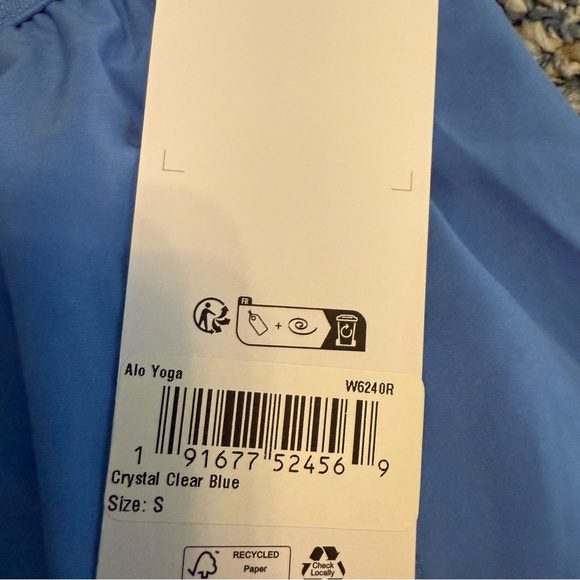 FR
+
Alo Yoga
W6240R
1 91677 52456 9
Crystal Clear Blue
Size: S
RECYCLED
Paper
Check
Locally